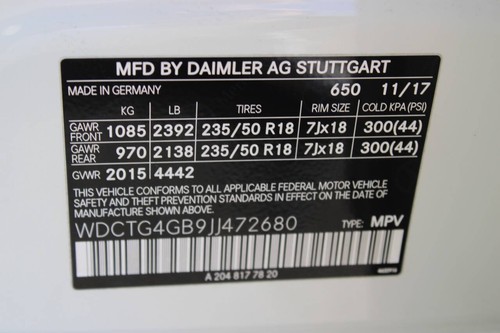 MFD BY DAIMLER AG STUTTGART
MADE IN GERMANY 650 11/17
KG LB TIRES RIM SIZE COLD KPA (PSI)
GAWR FRONT 1085 2392 235/50 R18 7Jx18 300(44)
GAWR REAR 970 2138 235/50 R18 7Jx18 300(44)
GVWR 2015 4442
THIS VEHICLE CONFORMS TO ALL APPLICABLE FEDERAL MOTOR VEHICLE
SAFETY AND THEFT PREVENTION STANDARDS IN EFFECT ON THE DATE
OF MANUFACTURE SHOWN ABOVE.
WDCTG4GB9JJ472680 TYPE: MPV
A 204 817 78 20